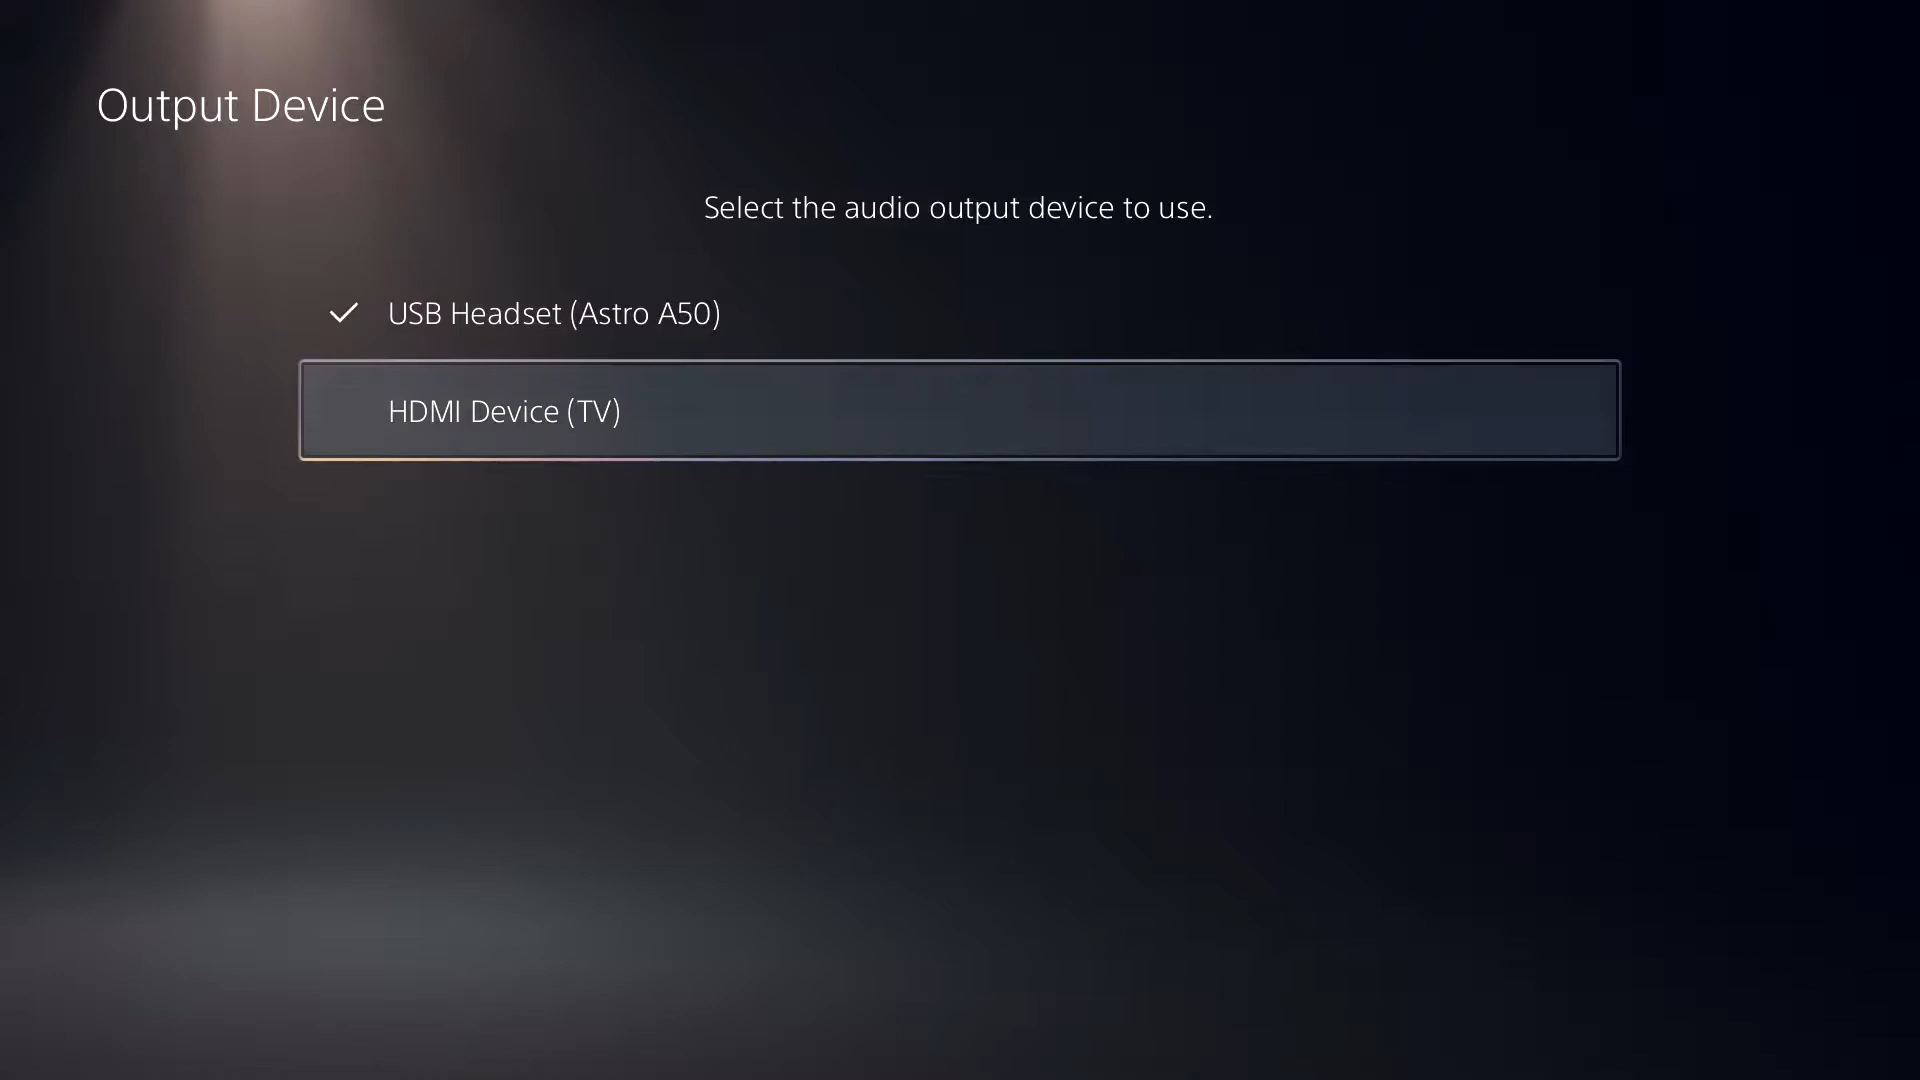 Output Device
Select the audio output device to use.
USB Headset (Astro A50)
HDMI Device (TV)